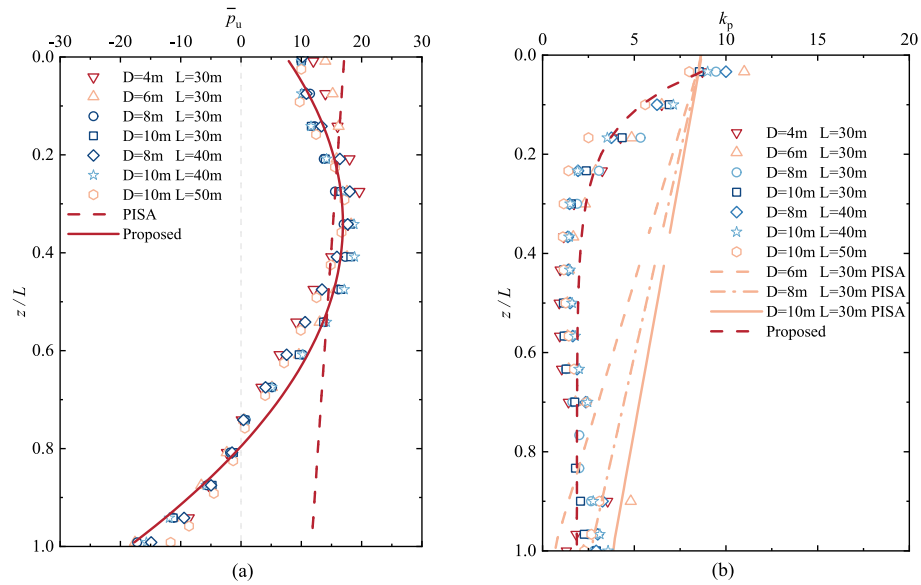 p̅u
-30 -20 -10 0 10 20 30
0.0
0.2
0.4
0.6
0.8
1.0
z / L
D=4m L=30m
D=6m L=30m
D=8m L=30m
D=10m L=30m
D=8m L=40m
D=10m L=40m
D=10m L=50m
PISA
Proposed
(a)
kp
0 5 10 15 20
0.0
0.2
0.4
0.6
0.8
1.0
z / L
D=4m L=30m
D=6m L=30m
D=8m L=30m
D=10m L=30m
D=8m L=40m
D=10m L=40m
D=10m L=50m
D=6m L=30m PISA
D=8m L=30m PISA
D=10m L=30m PISA
Proposed
(b)